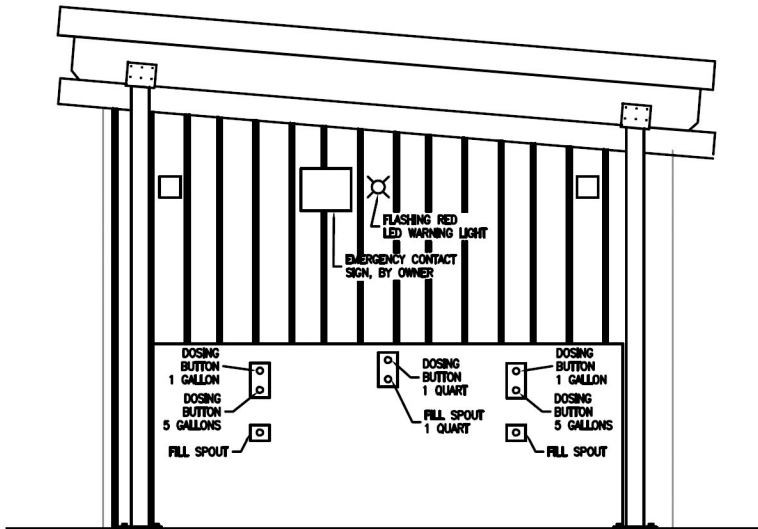 FLASHING RED
LED WARNING LIGHT
EMERGENCY CONTACT
SIGN, BY OWNER
DOSING
BUTTON
1 GALLON
DOSING
BUTTON
5 GALLONS
FILL SPOUT
DOSING
BUTTON
1 QUART
FILL SPOUT
1 QUART
DOSING
BUTTON
1 GALLON
DOSING
BUTTON
5 GALLONS
FILL SPOUT